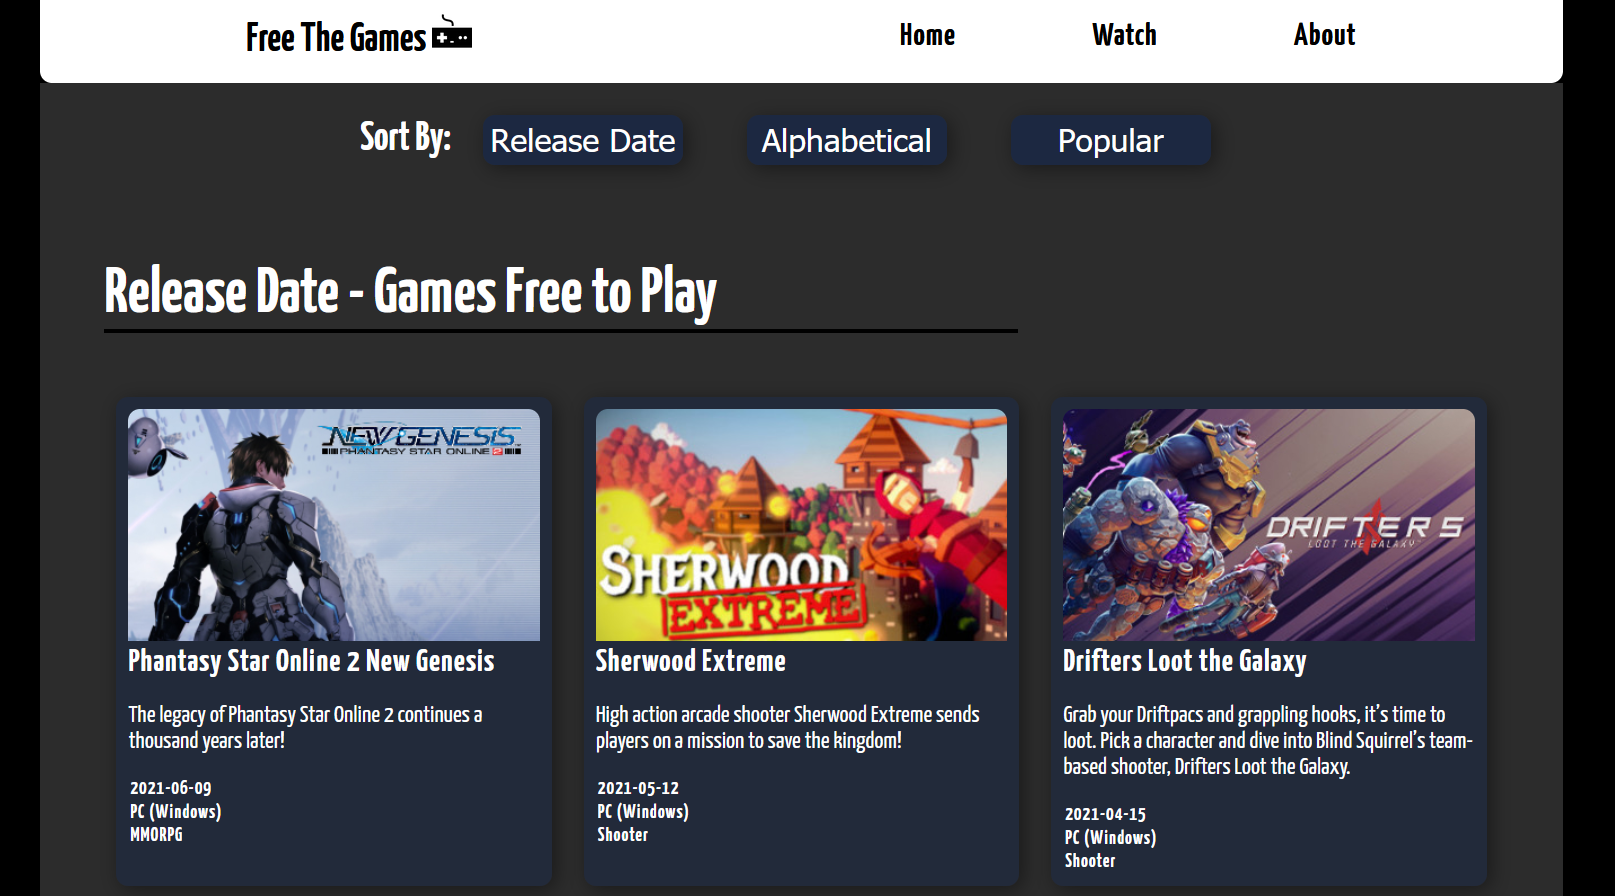 Free The Games
Home
Watch
About
Sort By:
Release Date
Alphabetical
Popular
Release Date - Games Free to Play
NEW GENESIS
PHANTASY STAR ONLINE 2
SHERWOOD
EXTREME
DRIFTERS
LOOT THE GALAXY
Phantasy Star Online 2 New Genesis
The legacy of Phantasy Star Online 2 continues a
thousand years later!
2021-06-09
PC (Windows)
MMORPG
Sherwood Extreme
High action arcade shooter Sherwood Extreme sends
players on a mission to save the kingdom!
2021-05-12
PC (Windows)
Shooter
Drifters Loot the Galaxy
Grab your Driftpacs and grappling hooks, it’s time to
loot. Pick a character and dive into Blind Squirrel’s team-
based shooter, Drifters Loot the Galaxy.
2021-04-15
PC (Windows)
Shooter